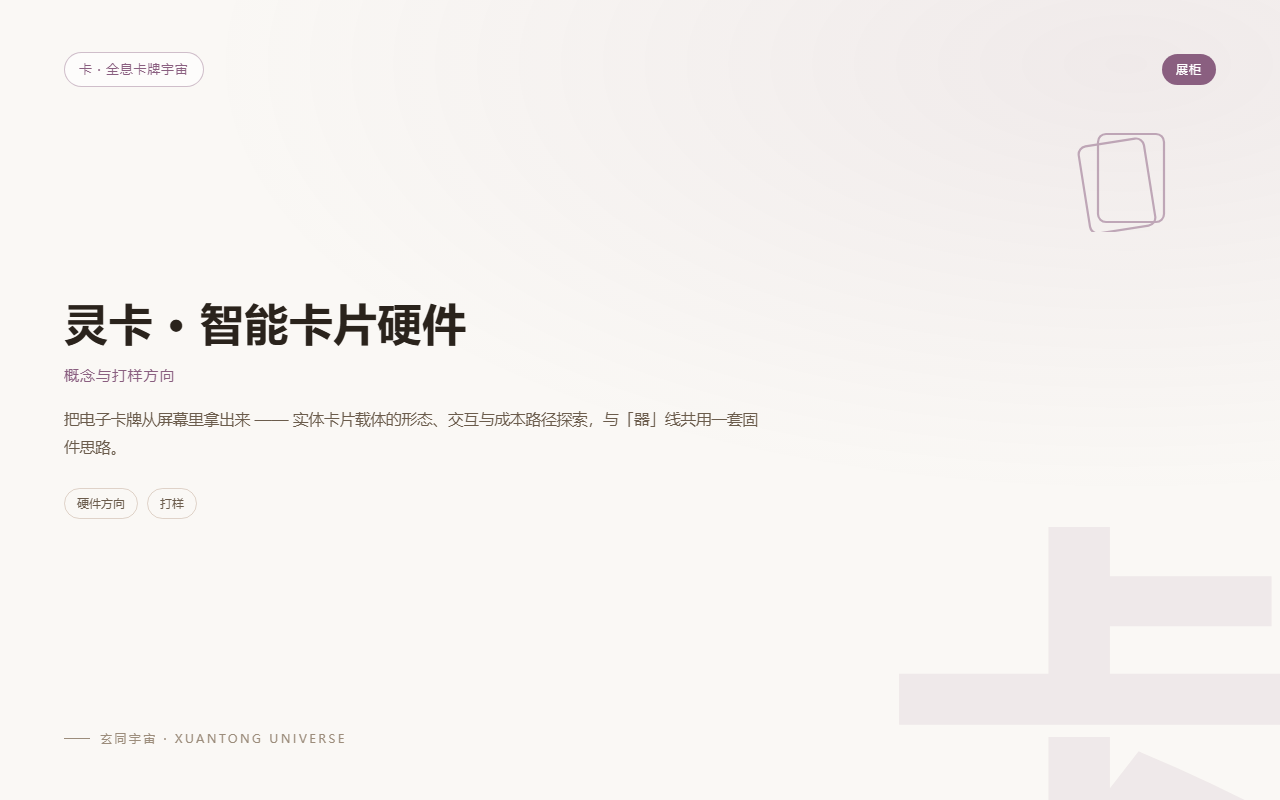 卡 · 全息卡牌宇宙
展柜
灵卡 · 智能卡片硬件
概念与打样方向
把电子卡牌从屏幕里拿出来 —— 实体卡片载体的形态、交互与成本路径探索，与「器」线共用一套固
件思路。
硬件方向
打样
玄同宇宙 · XUANTONG UNIVERSE
卡